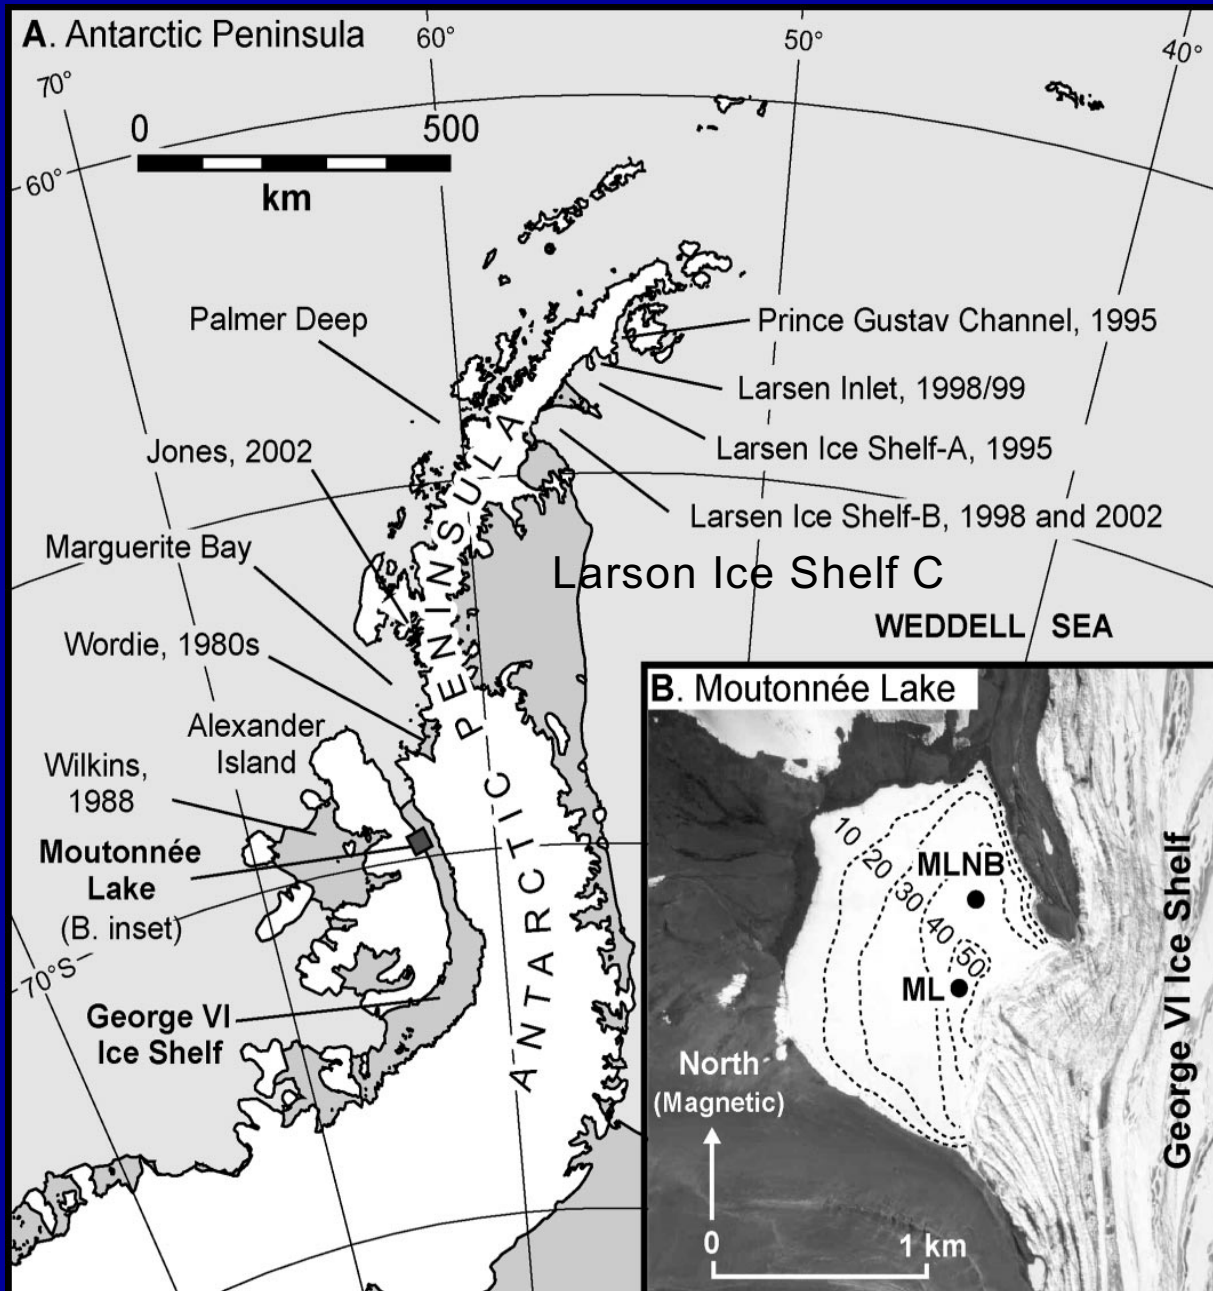 A. Antarctic Peninsula
60°
50°
40°
70°
0 500
km
60°
Palmer Deep
Prince Gustav Channel, 1995
Larsen Inlet, 1998/99
Jones, 2002
Larsen Ice Shelf-A, 1995
Larsen Ice Shelf-B, 1998 and 2002
Marguerite Bay
Larson Ice Shelf C
WEDDELL SEA
Wordie, 1980s
Alexander
Island
Wilkins,
1988
Moutonnée
Lake
(B. inset)
70°S
George VI
Ice Shelf
ANTARCTIC PENINSULA
B. Moutonnée Lake
10
20
30
40
50
MLNB
ML
George VI Ice Shelf
North
(Magnetic)
0 1 km